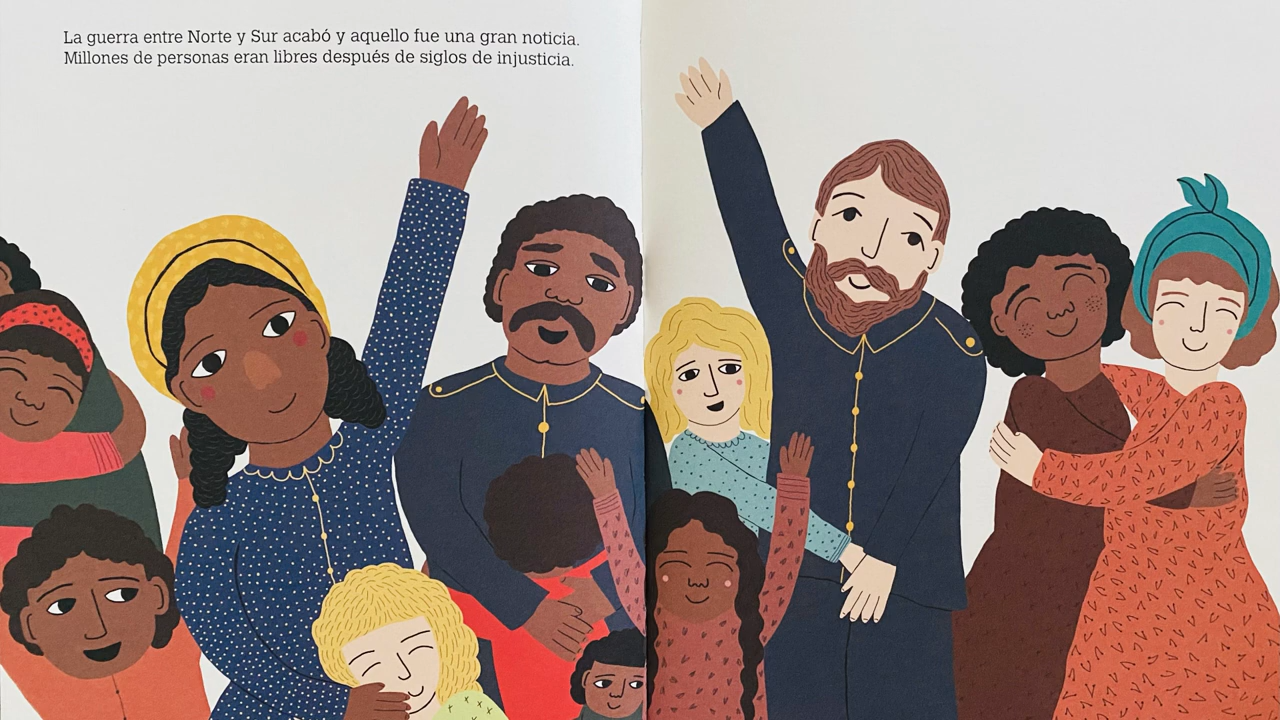 La guerra entre Norte y Sur acabó y aquello fue una gran noticia.
Millones de personas eran libres después de siglos de injusticia.